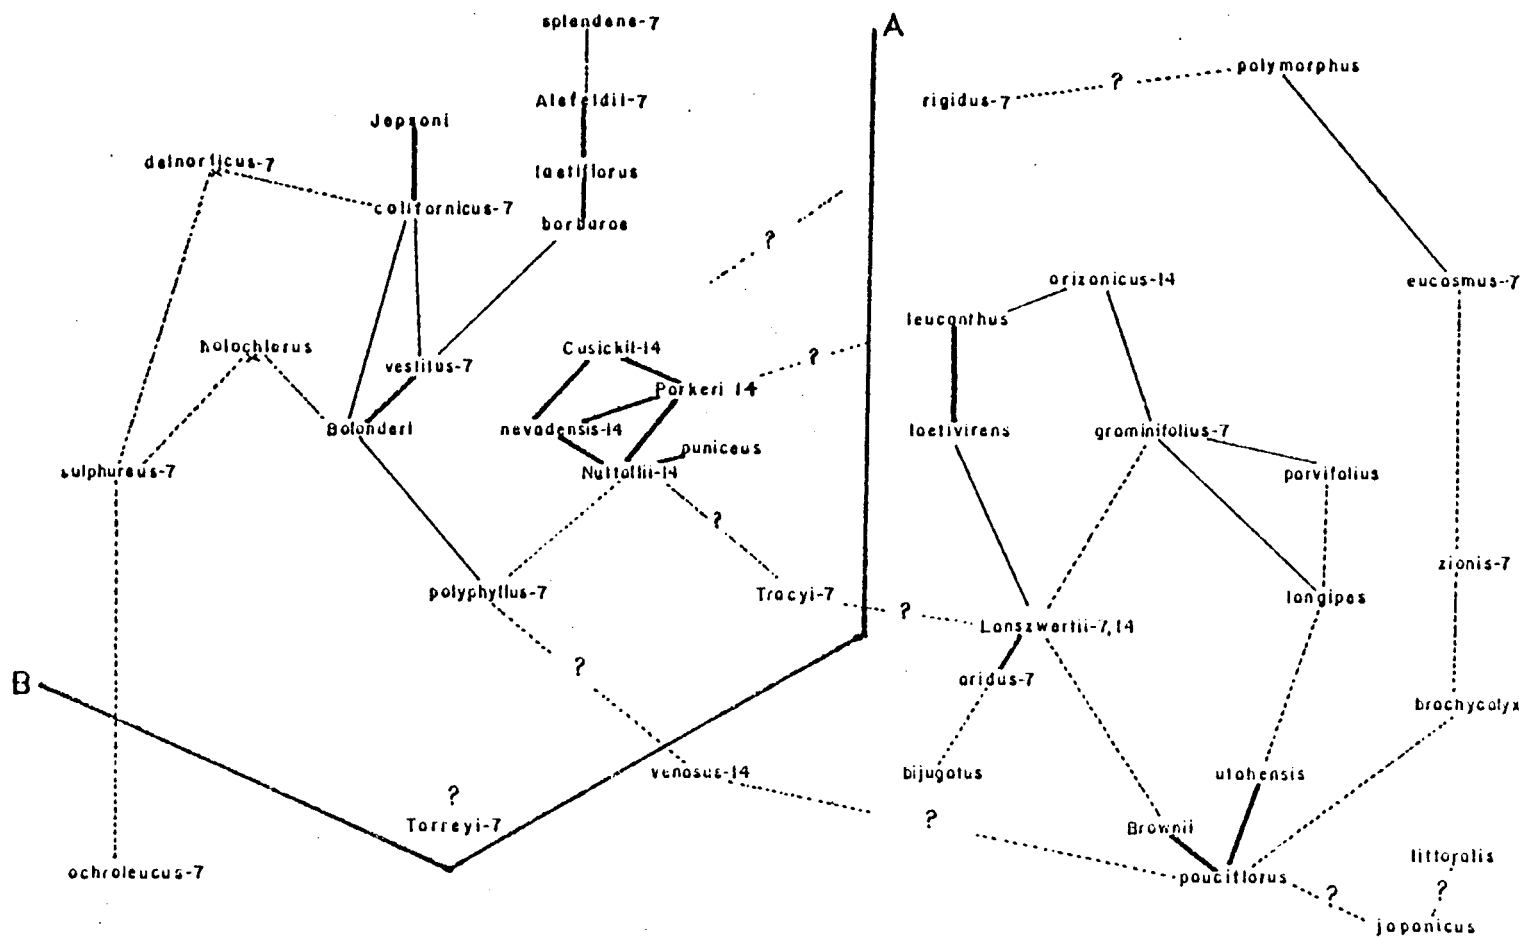 splendens-7
A
polymorphus
?
rigidus-7
Alefeldii-7
Jepsoni
delnorticus-7
laetiflorus
californicus-7
barbarae
?
arizonicus-14
eucosmus-7
leucanthus
holochlorus
Cusickii-14
?
vestitus-7
Parkeri 14
Bolanderi
nevadensis-14
laetivirens
graminifolius-7
puniceus
sulphureus-7
Nuttallii-14
parvifolius
?
zionis-7
polyphyllus-7
Tracyi-7
?
longipes
Lanszwertii-7,14
?
aridus-7
B
brachycalyx
venosus-14
bijugatus
utahensis
?
Torreyi-7
?
Brownii
littoralis
ochroleucus-7
pauciflorus
?
?
japonicus